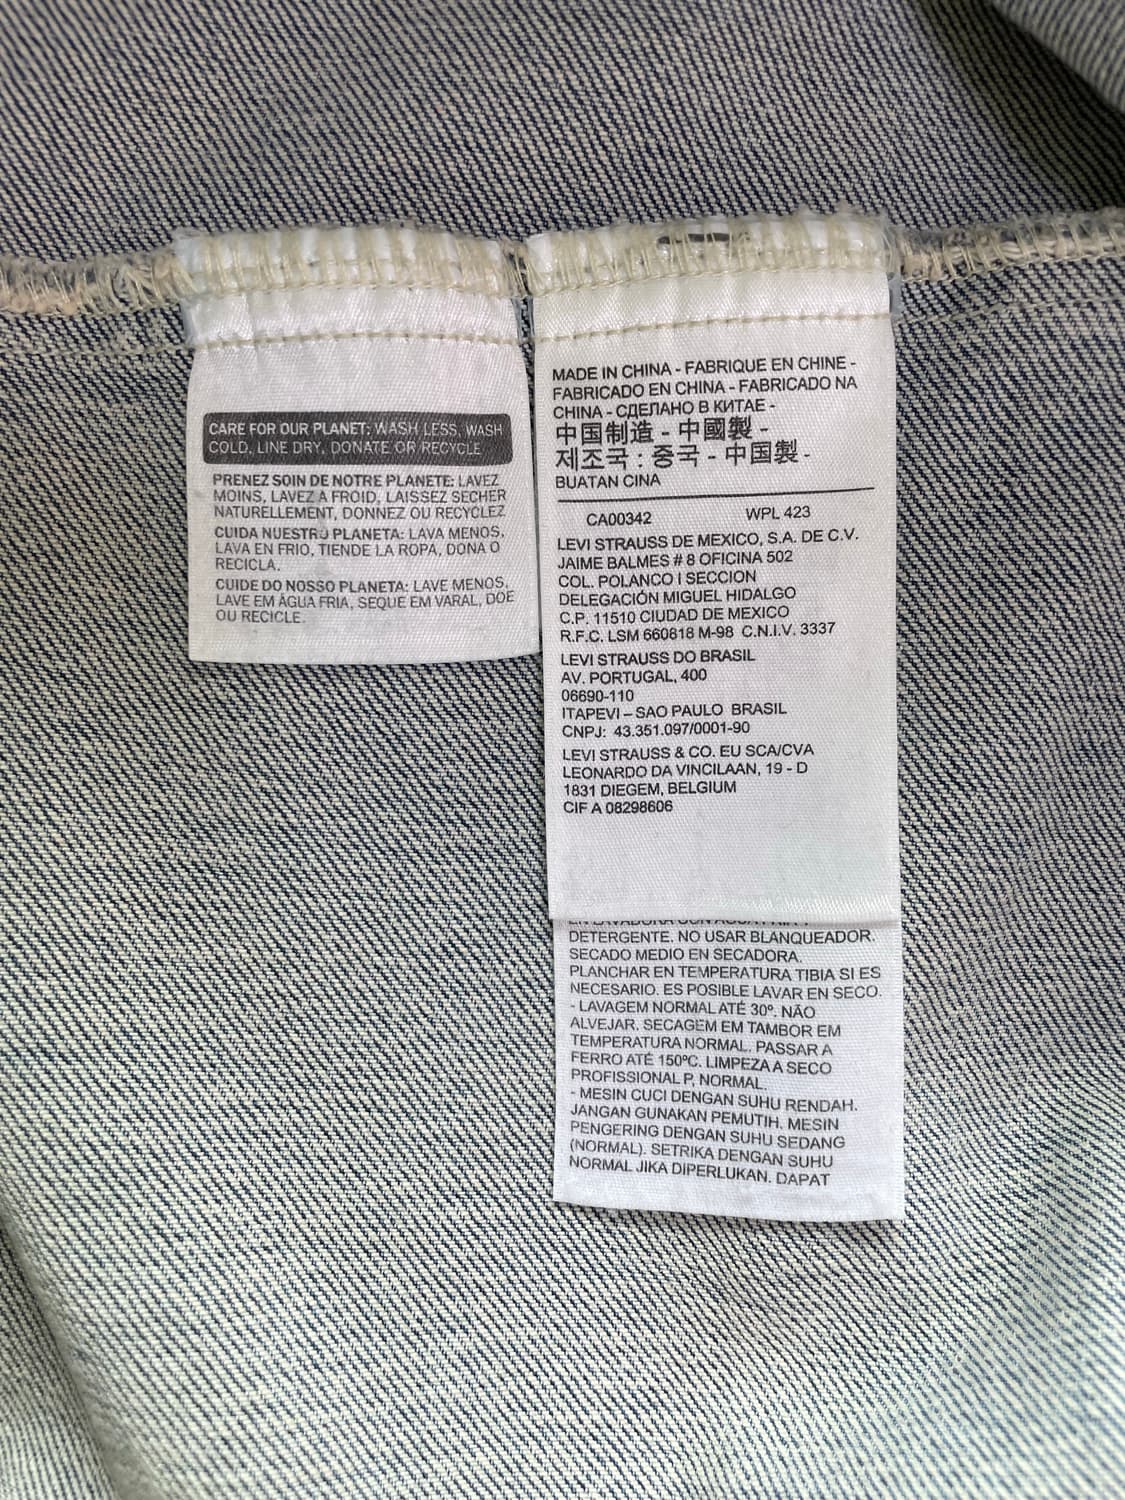 CARE FOR OUR PLANET: WASH LESS, WASH
COLD, LINE DRY, DONATE OR RECYCLE
PRENEZ SOIN DE NOTRE PLANETE: LAVEZ
MOINS, LAVEZ A FROID, LAISSEZ SECHER
NATURELLEMENT, DONNEZ OU RECYCLEZ
CUIDA NUESTRO PLANETA: LAVA MENOS,
LAVA EN FRIO, TIENDE LA ROPA, DONA O
RECICLA.
CUIDE DO NOSSO PLANETA: LAVE MENOS,
LAVE EM ÁGUA FRIA, SEQUE EM VARAL, DOE
OU RECICLE.
MADE IN CHINA - FABRIQUE EN CHINE -
FABRICADO EN CHINA - FABRICADO NA
CHINA - СДЕЛАНО В КИТАЕ -
中国制造 - 中國製 -
제조국 : 중국 - 中国製 -
BUATAN CINA
CA00342 WPL 423
LEVI STRAUSS DE MEXICO, S.A. DE C.V.
JAIME BALMES # 8 OFICINA 502
COL. POLANCO I SECCION
DELEGACIÓN MIGUEL HIDALGO
C.P. 11510 CIUDAD DE MEXICO
R.F.C. LSM 660818 M-98 C.N.I.V. 3337
LEVI STRAUSS DO BRASIL
AV. PORTUGAL, 400
06690-110
ITAPEVI – SAO PAULO BRASIL
CNPJ: 43.351.097/0001-90
LEVI STRAUSS & CO. EU SCA/CVA
LEONARDO DA VINCILAAN, 19 - D
1831 DIEGEM, BELGIUM
CIF A 08298606
DETERGENTE. NO USAR BLANQUEADOR.
SECADO MEDIO EN SECADORA.
PLANCHAR EN TEMPERATURA TIBIA SI ES
NECESARIO. ES POSIBLE LAVAR EN SECO.
- LAVAGEM NORMAL ATÉ 30º. NÃO
ALVEJAR. SECAGEM EM TAMBOR EM
TEMPERATURA NORMAL. PASSAR A
FERRO ATÉ 150ºC. LIMPEZA A SECO
PROFISSIONAL P, NORMAL.
- MESIN CUCI DENGAN SUHU RENDAH.
JANGAN GUNAKAN PEMUTIH. MESIN
PENGERING DENGAN SUHU SEDANG
(NORMAL). SETRIKA DENGAN SUHU
NORMAL JIKA DIPERLUKAN. DAPAT